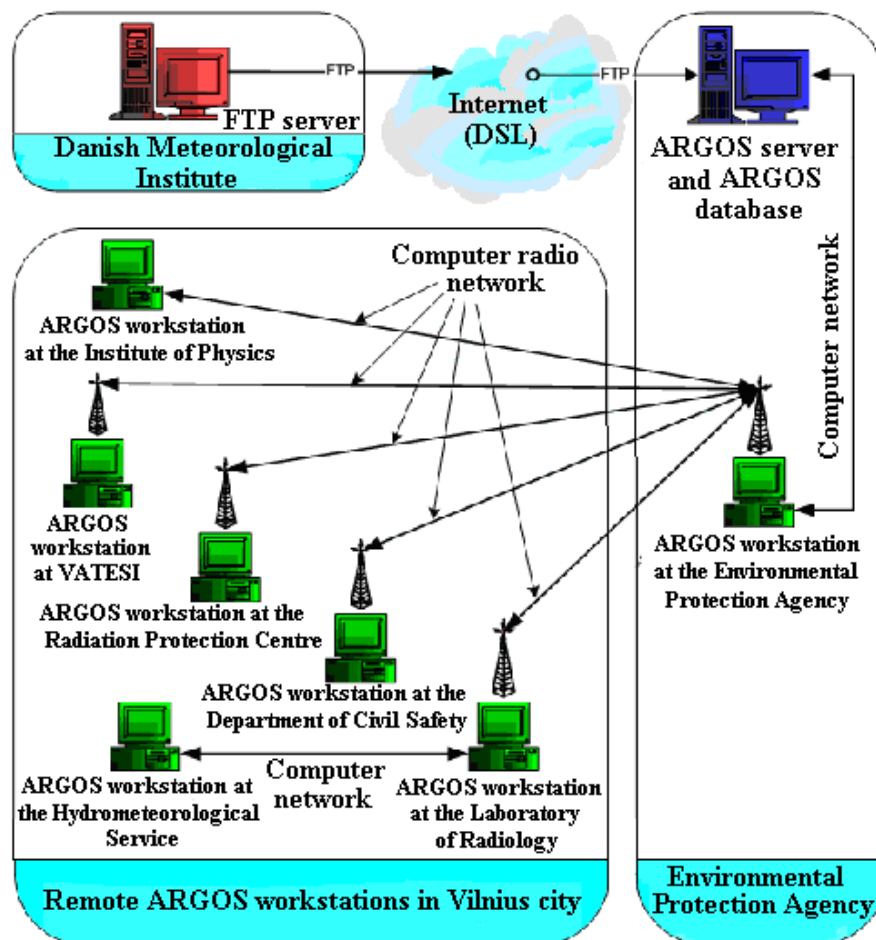 FTP
FTP
FTP server
Danish Meteorological
Institute
Internet
(DSL)
ARGOS server
and ARGOS
database
Computer network
Computer radio
network
ARGOS workstation
at the Institute of Physics
ARGOS
workstation
at VATESI
ARGOS workstation at the
Radiation Protection Centre
ARGOS workstation at the
Department of Civil Safety
ARGOS workstation at
the Hydrometeorological
Service
Computer
network
ARGOS workstation
at the Laboratory
of Radiology
ARGOS workstation
at the Environmental
Protection Agency
Remote ARGOS workstations in Vilnius city
Environmental
Protection Agency